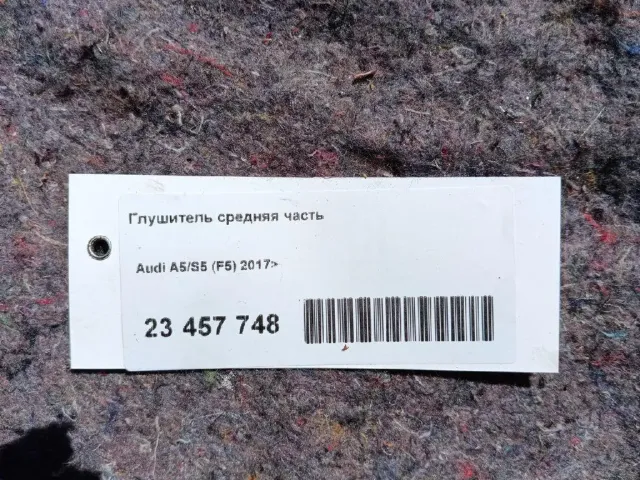 Глушитель средняя часть
Audi A5/S5 (F5) 2017>
23 457 748